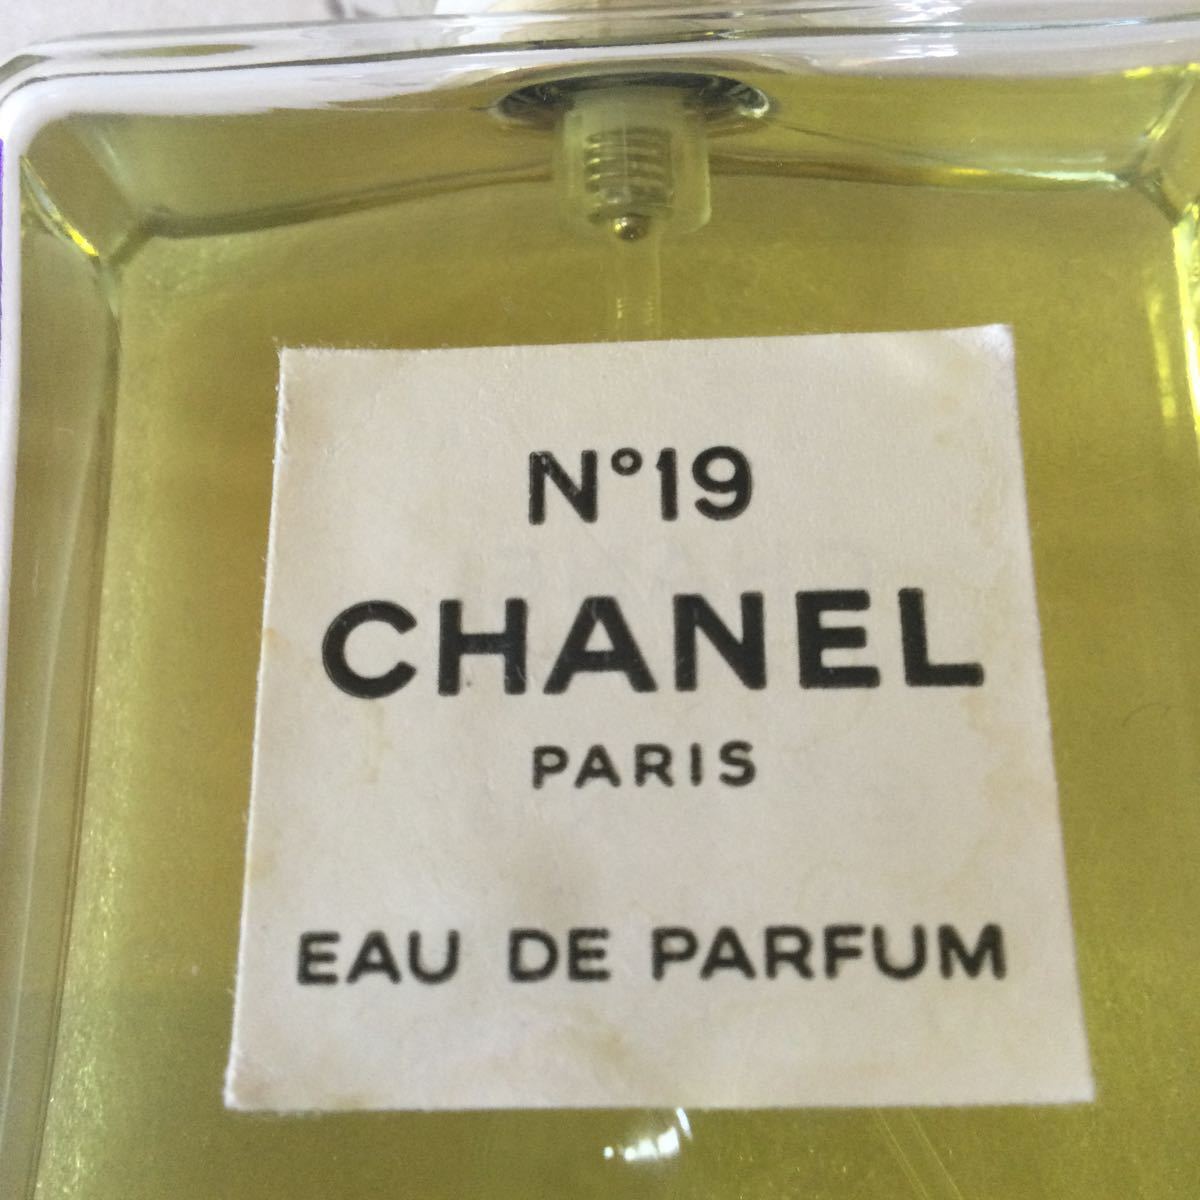 N°19
CHANEL
PARIS
EAU DE PARFUM